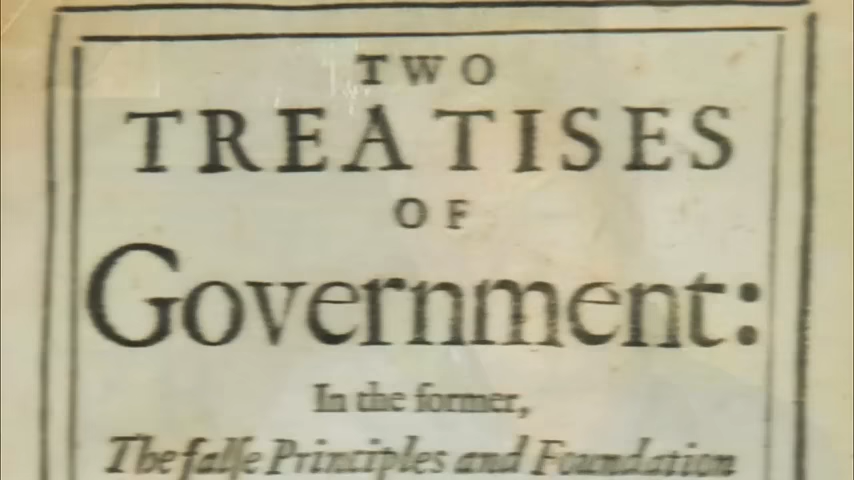 TWO
TREATISES
OF
Government:
In the former,
The falſe Principles and Foundation